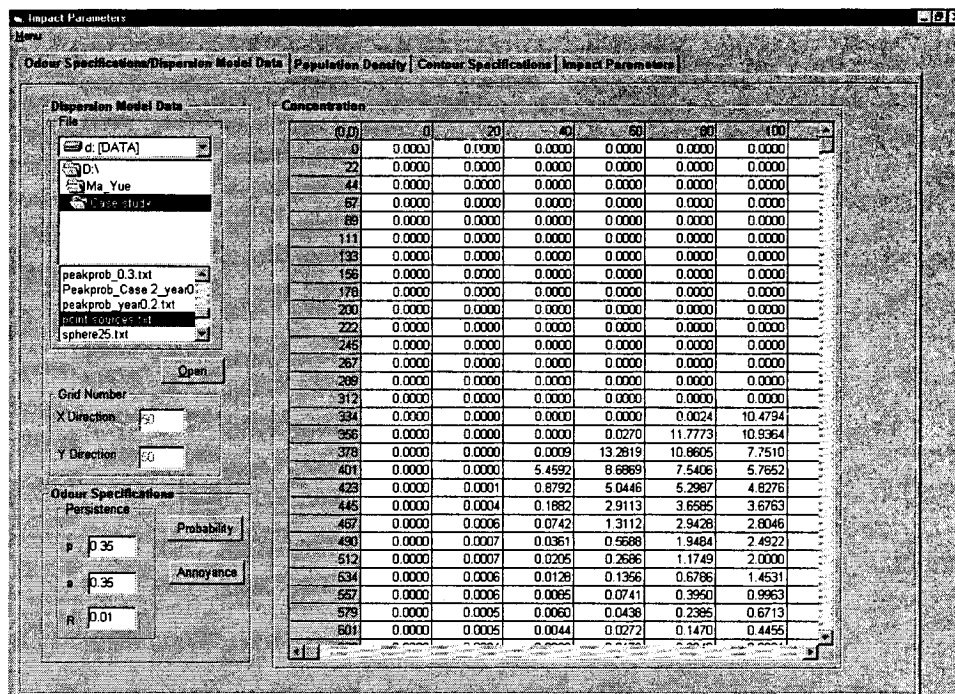 Impact Parameters
Menu
Odour Specifications/Dispersion Model Data Population Density Contour Specifications Impact Parameters
Dispersion Model Data
File
d: [DATA]
D:\
Ma_Yue
Case study
peakprob_0.3.txt
Peakprob_Case 2_year0
peakprob_year0.2.txt
point sources.txt
sphere25.txt
Open
Grid Number
X Direction 50
Y Direction 50
Odour Specifications
Persistence
p 0.35
a 0.35
R 0.01
Probability
Annoyance
Concentration
(0,0) 0 20 40 60 80 100
0 0.0000 0.0000 0.0000 0.0000 0.0000 0.0000
22 0.0000 0.0000 0.0000 0.0000 0.0000 0.0000
44 0.0000 0.0000 0.0000 0.0000 0.0000 0.0000
67 0.0000 0.0000 0.0000 0.0000 0.0000 0.0000
89 0.0000 0.0000 0.0000 0.0000 0.0000 0.0000
111 0.0000 0.0000 0.0000 0.0000 0.0000 0.0000
133 0.0000 0.0000 0.0000 0.0000 0.0000 0.0000
156 0.0000 0.0000 0.0000 0.0000 0.0000 0.0000
178 0.0000 0.0000 0.0000 0.0000 0.0000 0.0000
200 0.0000 0.0000 0.0000 0.0000 0.0000 0.0000
222 0.0000 0.0000 0.0000 0.0000 0.0000 0.0000
245 0.0000 0.0000 0.0000 0.0000 0.0000 0.0000
267 0.0000 0.0000 0.0000 0.0000 0.0000 0.0000
289 0.0000 0.0000 0.0000 0.0000 0.0000 0.0000
312 0.0000 0.0000 0.0000 0.0000 0.0000 0.0000
334 0.0000 0.0000 0.0000 0.0000 0.0024 10.4794
356 0.0000 0.0000 0.0000 0.0270 11.7773 10.9364
378 0.0000 0.0000 0.0009 13.2819 10.8605 7.7510
401 0.0000 0.0000 5.4592 8.6869 7.5406 5.7652
423 0.0000 0.0001 0.8792 5.0446 5.2987 4.8276
445 0.0000 0.0004 0.1882 2.9113 3.6585 3.6763
467 0.0000 0.0006 0.0742 1.3112 2.9428 2.8046
490 0.0000 0.0007 0.0361 0.5688 1.9484 2.4922
512 0.0000 0.0007 0.0205 0.2686 1.1749 2.0000
534 0.0000 0.0006 0.0128 0.1356 0.6786 1.4531
557 0.0000 0.0006 0.0085 0.0741 0.3950 0.9963
579 0.0000 0.0005 0.0060 0.0438 0.2385 0.6713
601 0.0000 0.0005 0.0044 0.0272 0.1470 0.4455